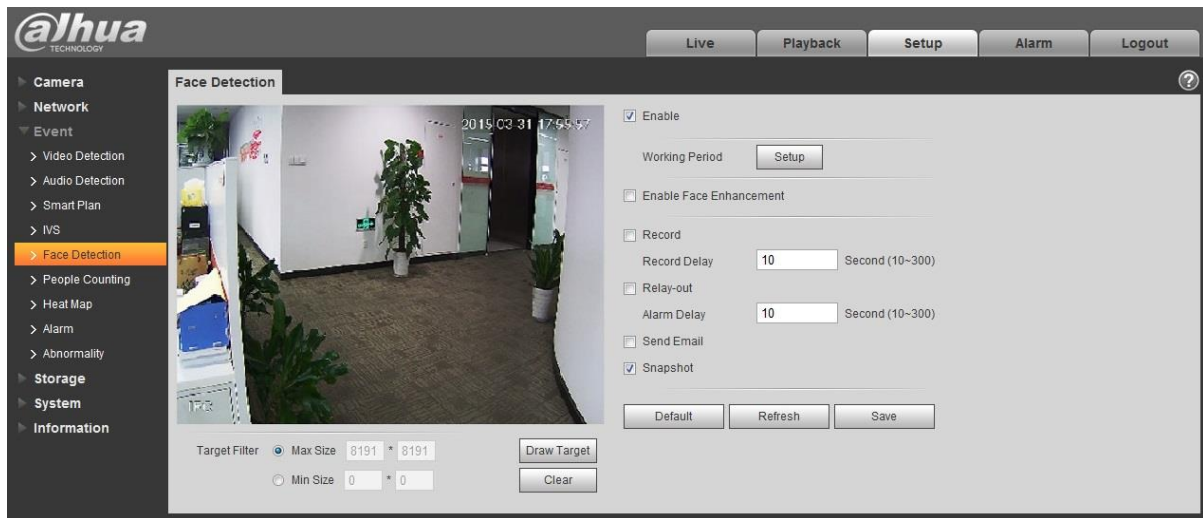 alhua
TECHNOLOGY
Live Playback Setup Alarm Logout
Camera
Network
Event
Video Detection
Audio Detection
Smart Plan
IVS
Face Detection
People Counting
Heat Map
Alarm
Abnormality
Storage
System
Information
Face Detection
?
2015-03-31 17:55:57
IPC
Target Filter Max Size 8191 * 8191 Draw Target
Min Size 0 * 0 Clear
Enable
Working Period Setup
Enable Face Enhancement
Record
Record Delay 10 Second (10~300)
Relay-out
Alarm Delay 10 Second (10~300)
Send Email
Snapshot
Default Refresh Save